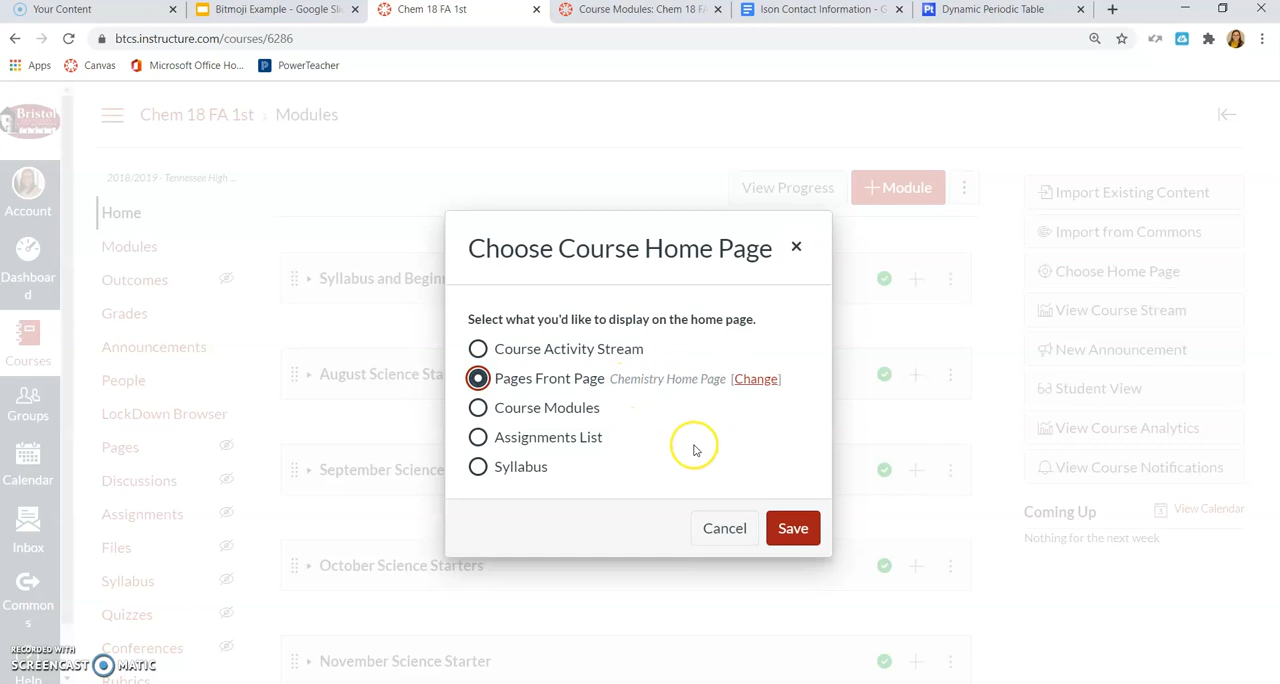 Your Content
Bitmoji Example - Google Sli
Chem 18 FA 1st
Course Modules: Chem 18 F
Ison Contact Information - G
Pt Dynamic Periodic Table
btcs.instructure.com/courses/6286
Apps
Canvas
Microsoft Office Ho...
PowerTeacher
Bristol
Chem 18 FA 1st › Modules
2018/2019 - Tennessee High ...
View Progress
+ Module
Import Existing Content
Account
Home
Modules
Choose Course Home Page
Import from Commons
Dashboar
d
Outcomes
Syllabus and Beginn
Choose Home Page
Grades
Select what you'd like to display on the home page.
View Course Stream
Courses
Announcements
Course Activity Stream
New Announcement
People
August Science Sta
Pages Front Page Chemistry Home Page [Change]
Student View
Groups
LockDown Browser
Course Modules
View Course Analytics
Pages
Assignments List
Calendar
Discussions
September Science
Syllabus
View Course Notifications
Assignments
Coming Up
View Calendar
Inbox
Files
Cancel
Save
Nothing for the next week
October Science Starters
Syllabus
Common
s
Quizzes
Conferences
November Science Starter
RECORDED WITH
SCREENCAST MATIC
Help
Rubrics